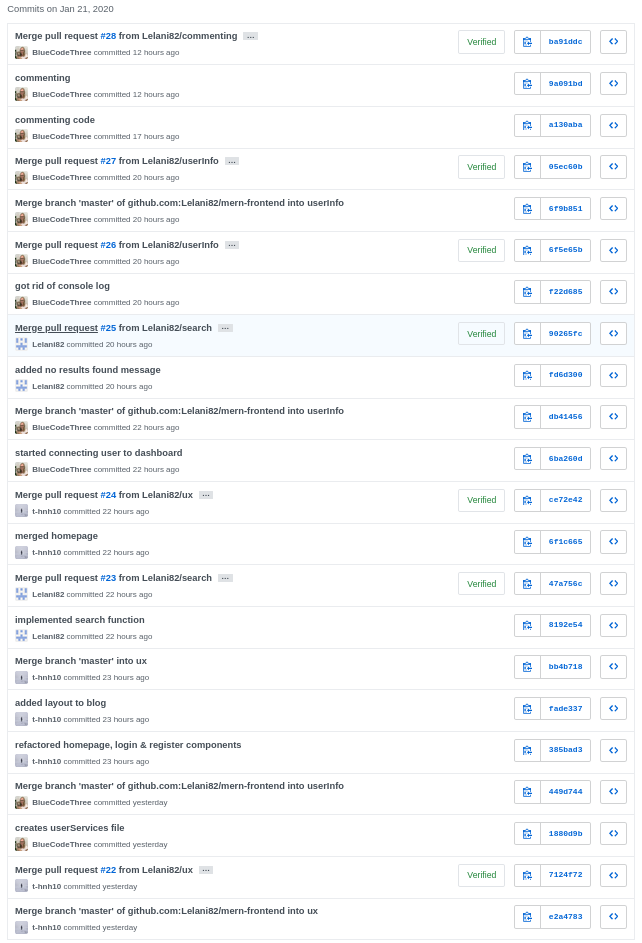 Commits on Jan 21, 2020
Merge pull request #28 from Lelani82/commenting ...
Verified
ba91ddc
BlueCodeThree committed 12 hours ago
commenting
9a091bd
BlueCodeThree committed 12 hours ago
commenting code
a130aba
BlueCodeThree committed 17 hours ago
Merge pull request #27 from Lelani82/userInfo ...
Verified
05ec60b
BlueCodeThree committed 20 hours ago
Merge branch 'master' of github.com:Lelani82/mern-frontend into userInfo
6f9b851
BlueCodeThree committed 20 hours ago
Merge pull request #26 from Lelani82/userInfo ...
Verified
6f5e65b
BlueCodeThree committed 20 hours ago
got rid of console log
f22d685
BlueCodeThree committed 20 hours ago
Merge pull request #25 from Lelani82/search ...
Verified
90265fc
Lelani82 committed 20 hours ago
added no results found message
fd6d300
Lelani82 committed 20 hours ago
Merge branch 'master' of github.com:Lelani82/mern-frontend into userInfo
db41456
BlueCodeThree committed 22 hours ago
started connecting user to dashboard
6ba260d
BlueCodeThree committed 22 hours ago
Merge pull request #24 from Lelani82/ux ...
Verified
ce72e42
t-hnh10 committed 22 hours ago
merged homepage
6f1c665
t-hnh10 committed 22 hours ago
Merge pull request #23 from Lelani82/search ...
Verified
47a756c
Lelani82 committed 22 hours ago
implemented search function
8192e54
Lelani82 committed 22 hours ago
Merge branch 'master' into ux
bb4b718
t-hnh10 committed 23 hours ago
added layout to blog
fade337
t-hnh10 committed 23 hours ago
refactored homepage, login & register components
385bad3
t-hnh10 committed 23 hours ago
Merge branch 'master' of github.com:Lelani82/mern-frontend into userInfo
449d744
BlueCodeThree committed yesterday
creates userServices file
1880d9b
BlueCodeThree committed yesterday
Merge pull request #22 from Lelani82/ux ...
Verified
7124f72
t-hnh10 committed yesterday
Merge branch 'master' of github.com:Lelani82/mern-frontend into ux
e2a4783
t-hnh10 committed yesterday